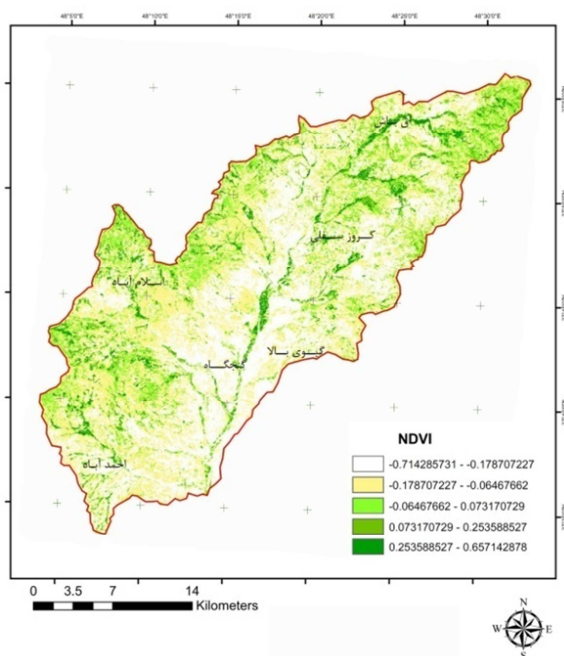 48°5'0"E 48°10'0"E 48°15'0"E 48°20'0"E 48°25'0"E 48°30'0"E
سفلی
اسلام آباد
گیوی بالا
احمد آباد
NDVI
-0.714285731 - -0.178707227
-0.178707227 - -0.06467662
-0.06467662 - 0.073170729
0.073170729 - 0.253588527
0.253588527 - 0.657142878
0 3.5 7 14
Kilometers
N
W E
S